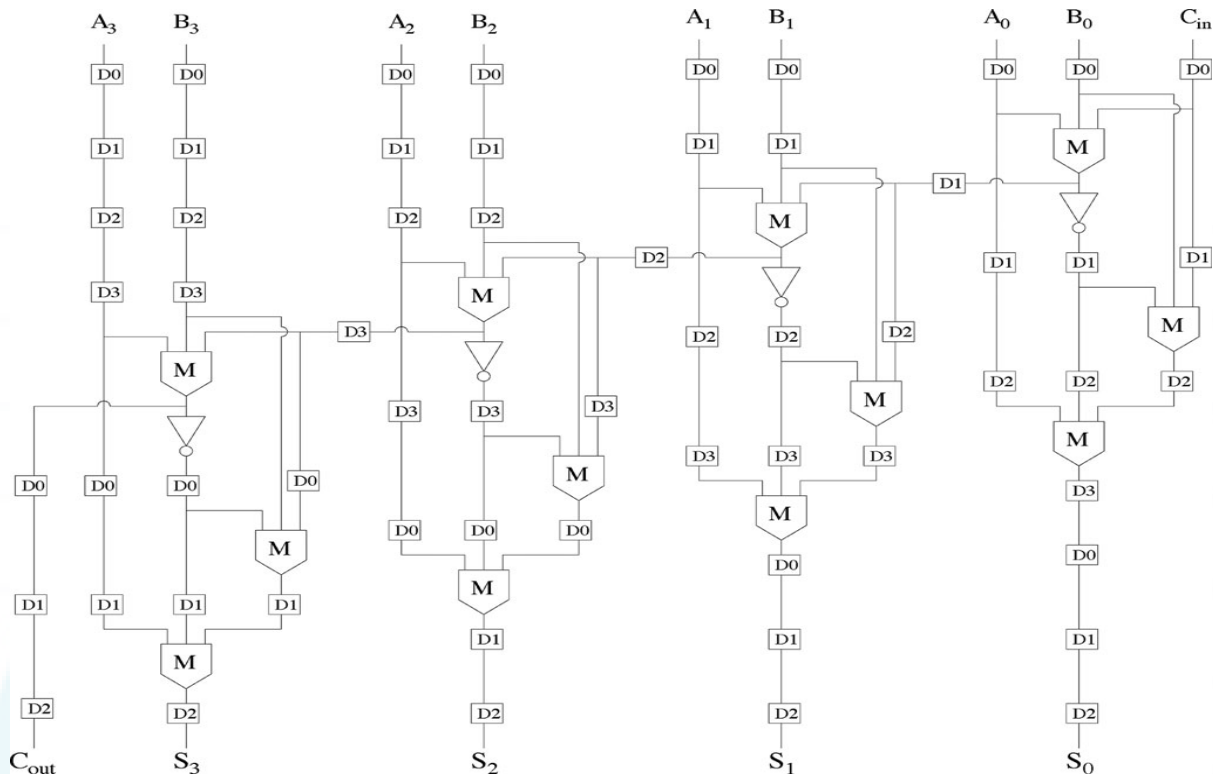 A3 B3 A2 B2 A1 B1 A0 B0 Cin
D0 D0 D0 D0 D0 D0 D0 D0 D0
D1 D1 D1 D1 D1 D1 M
D1
D2 D2 D2 D2 M
D2 D1 D1 D1
D3 D3 M
D3 D2 D2 D2 M
M D2 D2 D2
D3 D3 D3 M
M
D3 D3 D3
D0 D0 D0 D0 M D3
M
D0 D0 D0
M D0 D0
M
D1 D1 D1 D1
D1 D1 D1
M
D2 D2 D2 D2 D2
Cout S3 S2 S1 S0